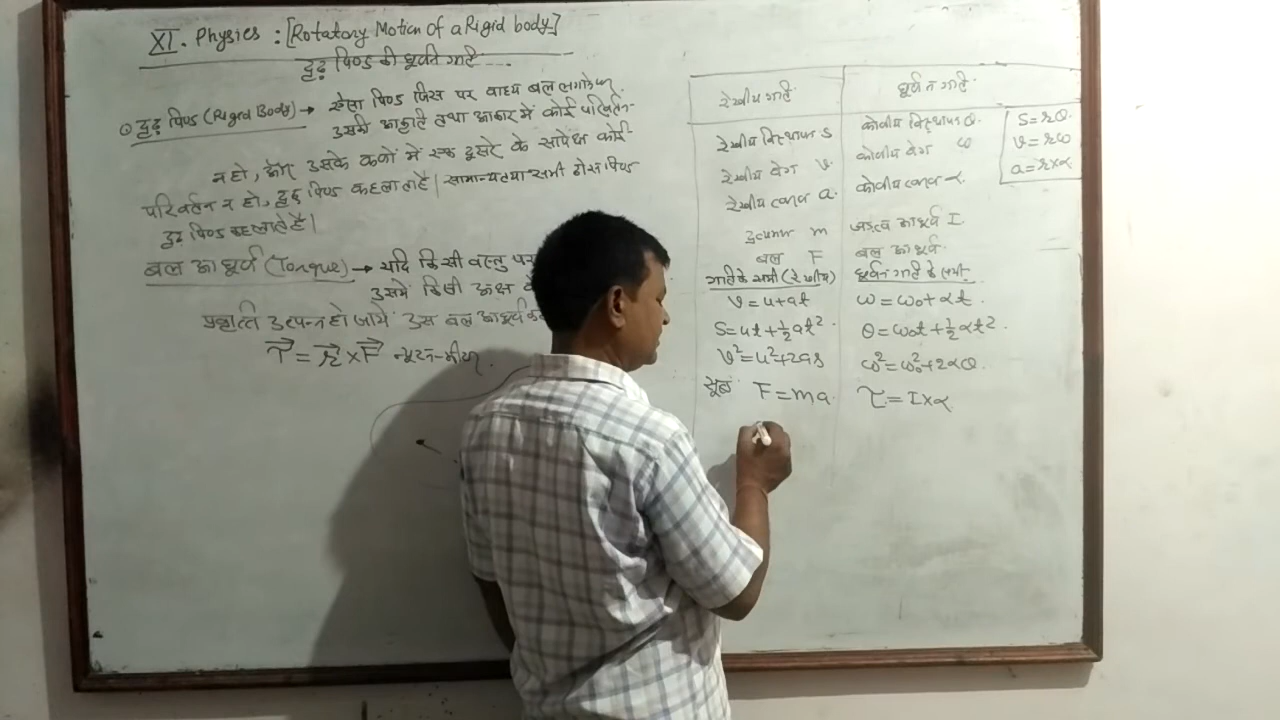 XI. Physics : [Rotatory Motion of a Rigid body]
दृढ़ पिण्ड की घूर्णन गति
दृढ़ पिण्ड (Rigid Body) → ऐसा पिण्ड जिस पर वाह्य बल लगाने पर
उसकी आकृति तथा आकार में कोई परिवर्तन
न हो, और उसके कणों में एक दूसरे के सापेक्ष कोई
परिवर्तन न हो, दृढ़ पिण्ड कहलाता है। सामान्यतया सभी ठोस पिण्ड
दृढ़ पिण्ड कहलाते हैं।
बल आघूर्ण (Torque) → यदि किसी वस्तु पर
उसमें किसी अक्ष
प्रवृत्ति उत्पन्न हो जाये उस बल आघूर्ण
τ⃗ = r⃗ × F⃗ न्यूटन-मीटर.
रेखीय गति घूर्णन गति
रेखीय विस्थापन s कोणीय विस्थापन θ.
रेखीय वेग v. कोणीय वेग ω
रेखीय त्वरण a. कोणीय त्वरण α.
द्रव्यमान m जड़त्व आघूर्ण I.
बल F बल आघूर्ण.
गति के समी (रेखीय) घूर्णन गति के समी-
v = u + at ω = ω₀ + αt.
S = ut + ½at². θ = ω₀t + ½αt².
v² = u² + 2as ω² = ω₀² + 2αθ.
सूत्र F = ma. τ = I×α.
S = rθ.
v = rω
a = r×α